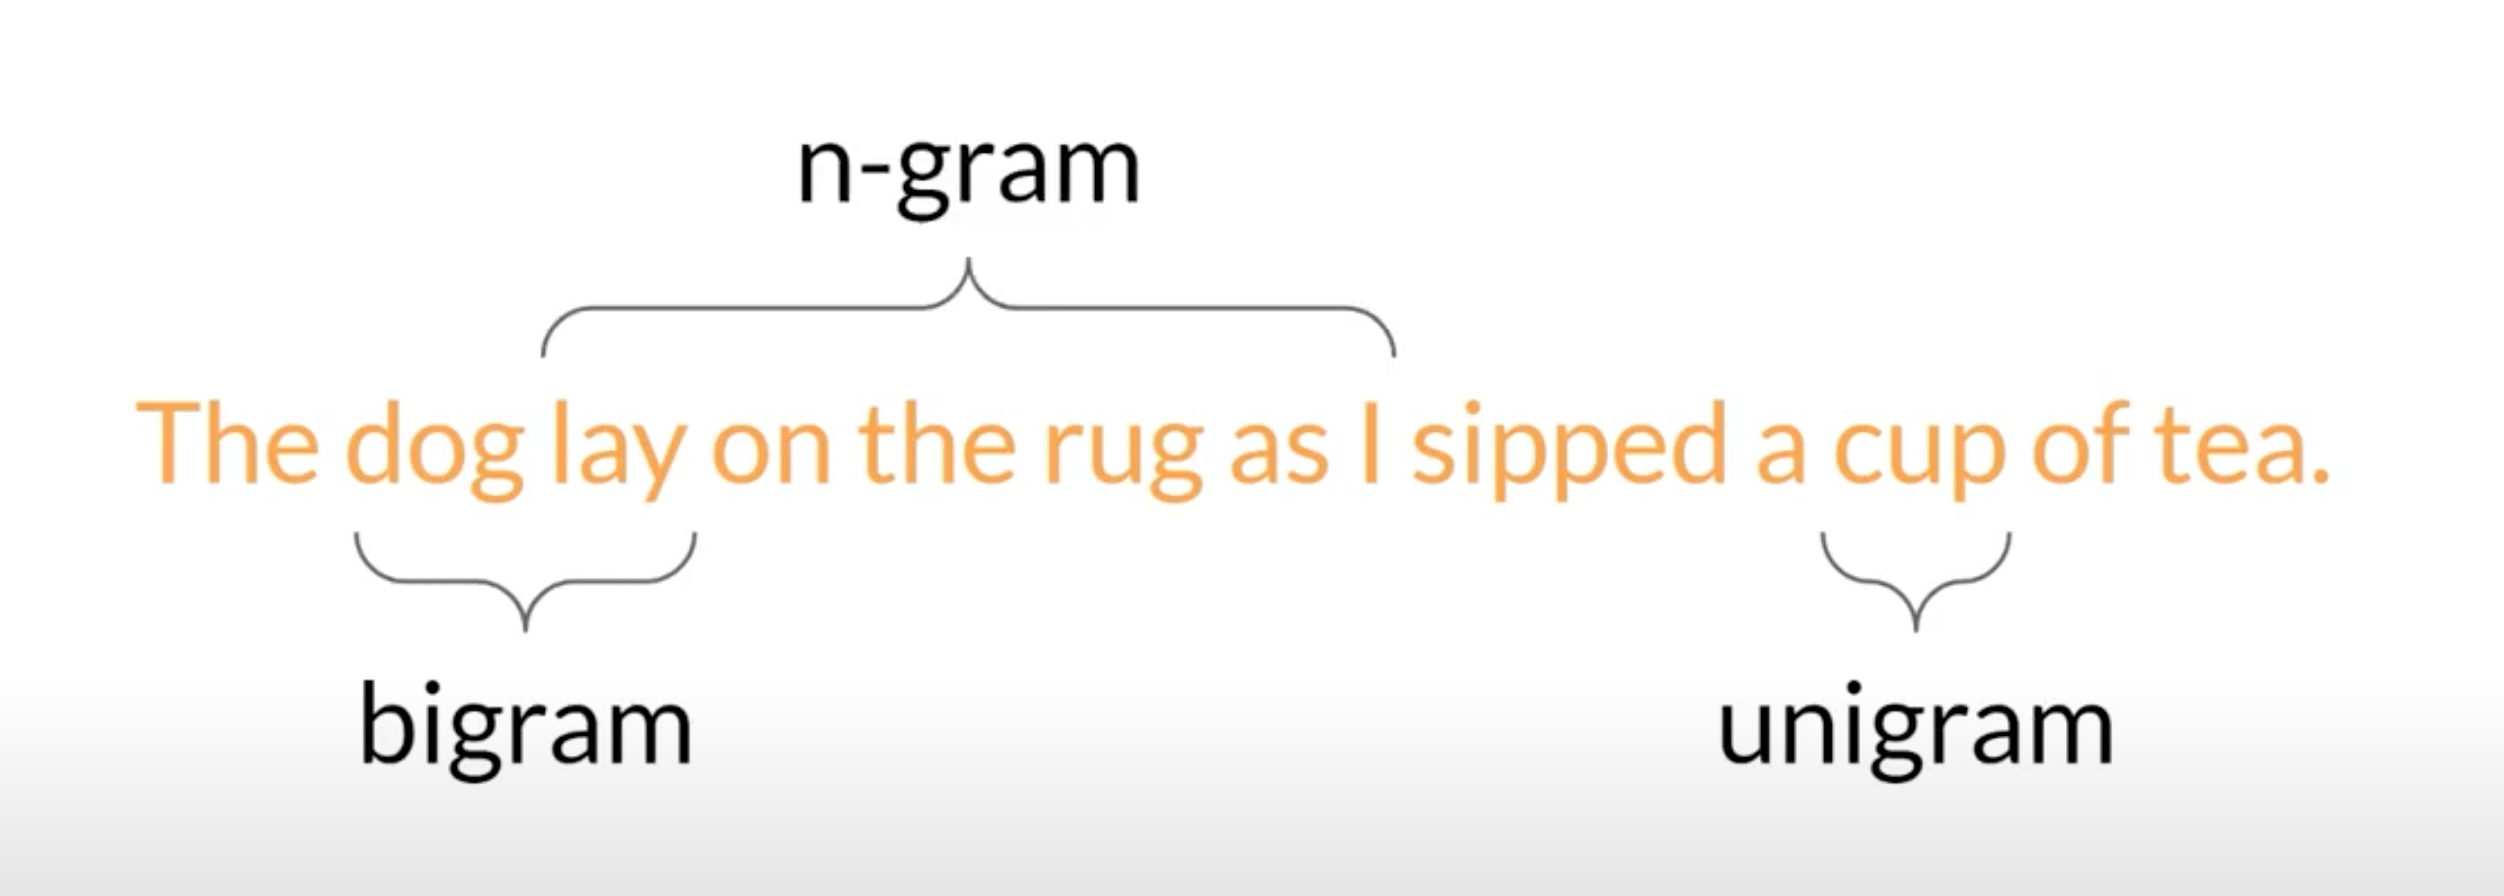 n-gram
The dog lay on the rug as I sipped a cup of tea.
bigram
unigram